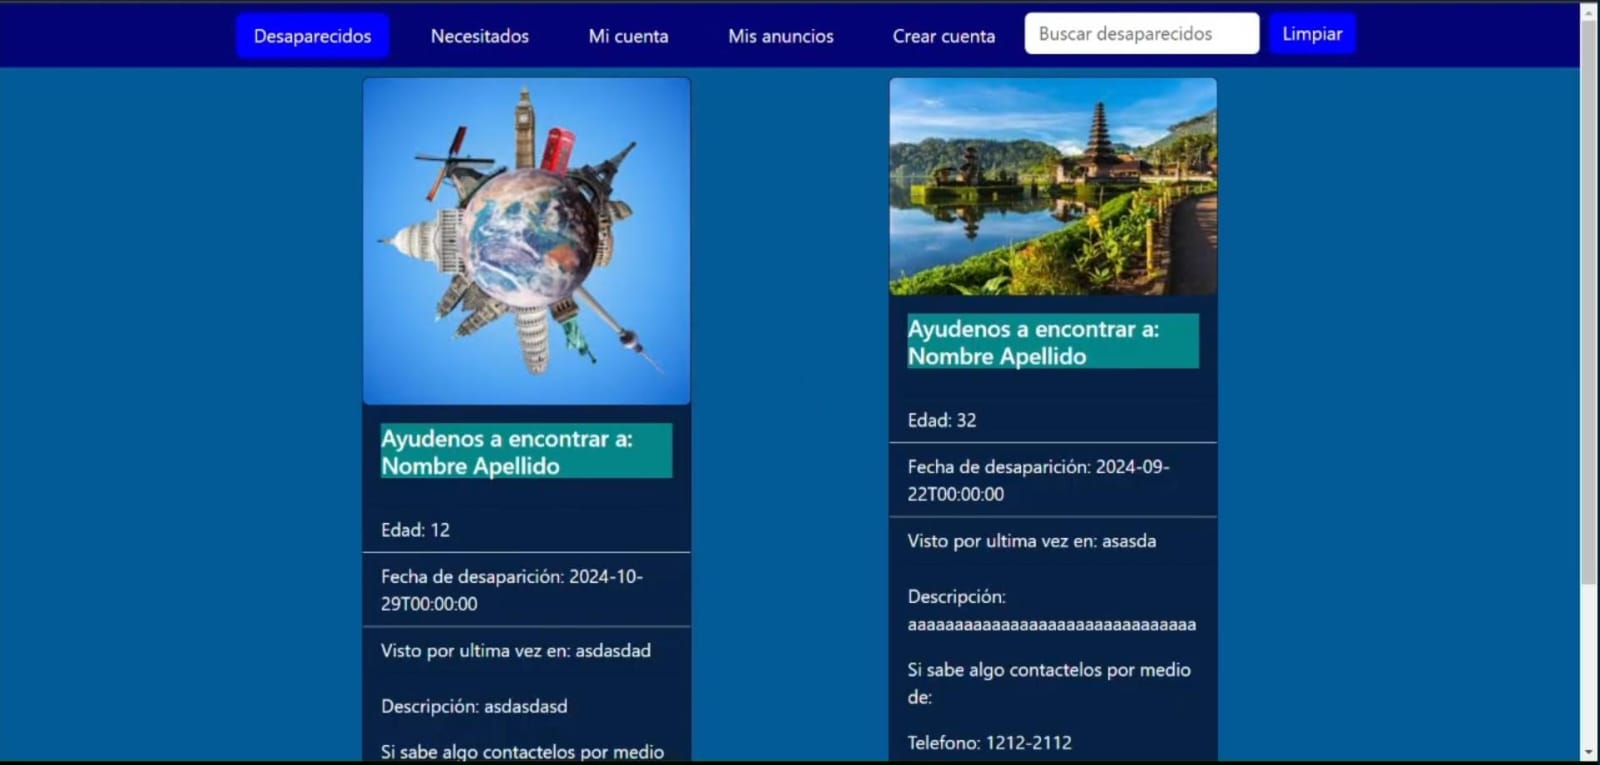 Desaparecidos Necesitados Mi cuenta Mis anuncios Crear cuenta Buscar desaparecidos Limpiar
Ayudenos a encontrar a:
Nombre Apellido
Edad: 12
Fecha de desaparición: 2024-10-
29T00:00:00
Visto por ultima vez en: asdasdad
Descripción: asdasdasd
Si sabe algo contactelos por medio
Ayudenos a encontrar a:
Nombre Apellido
Edad: 32
Fecha de desaparición: 2024-09-
22T00:00:00
Visto por ultima vez en: asasda
Descripción:
aaaaaaaaaaaaaaaaaaaaaaaaaaaaaaa
Si sabe algo contactelos por medio
de:
Telefono: 1212-2112